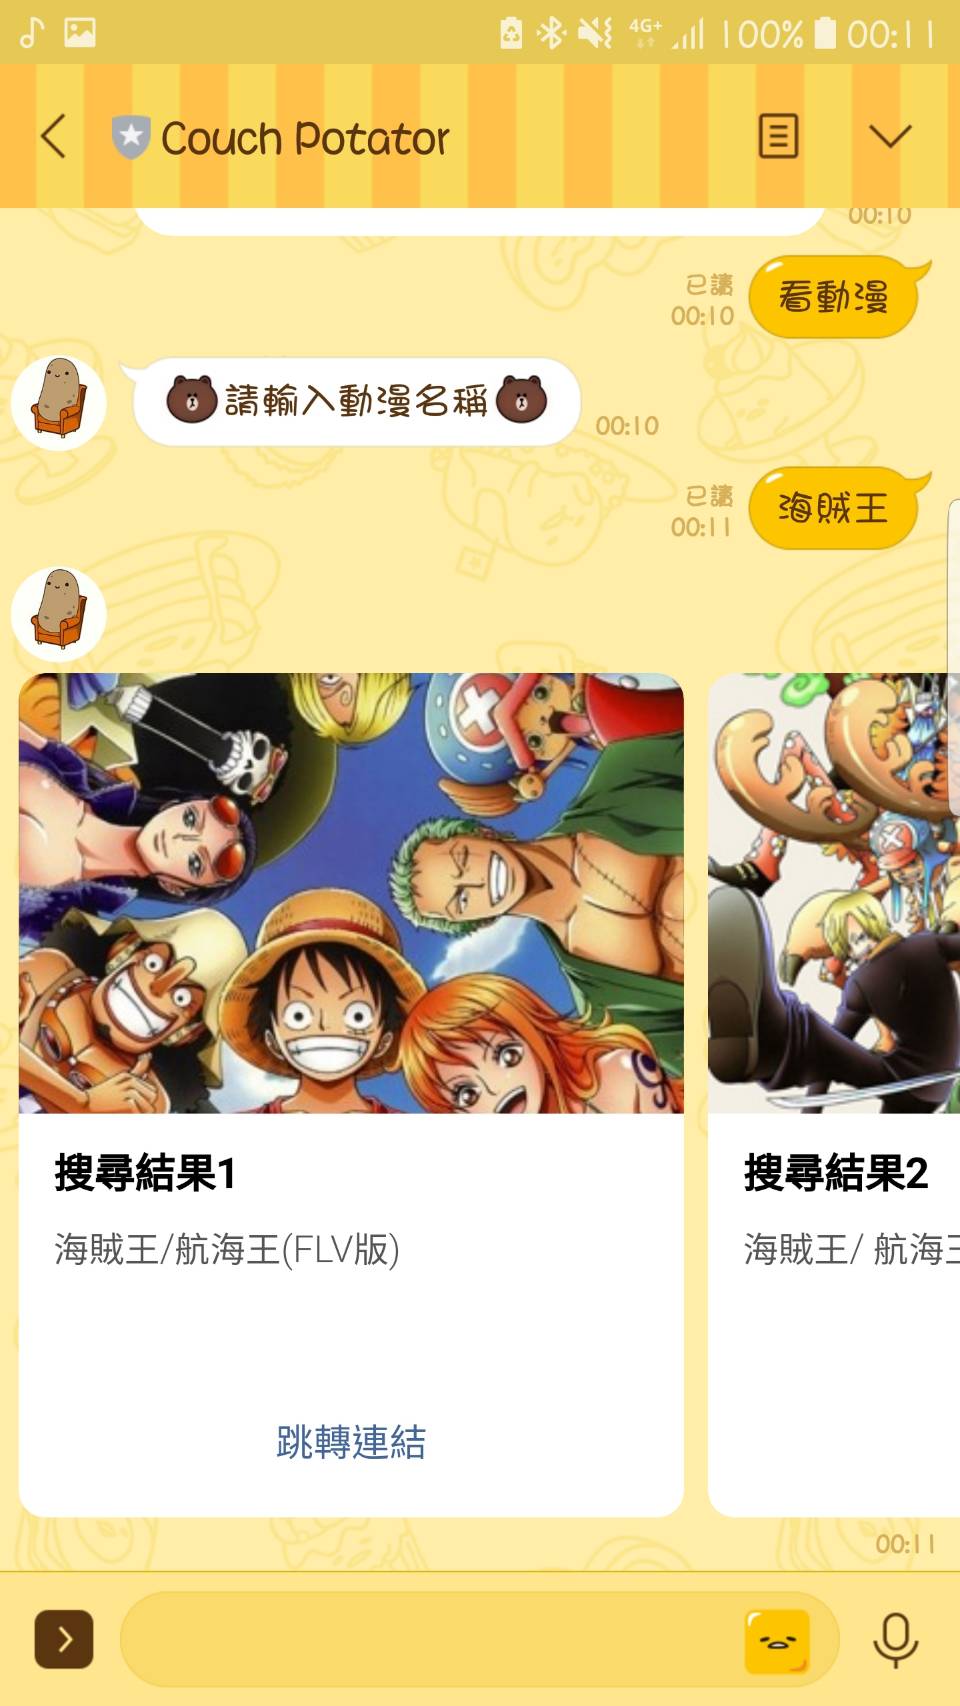 4G+ 100% 00:11
Couch Potator
00:10
已讀
00:10
看動漫
請輸入動漫名稱
00:10
已讀
00:11
海賊王
搜尋結果1
海賊王/航海王(FLV版)
跳轉連結
搜尋結果2
海賊王/ 航海王
00:11